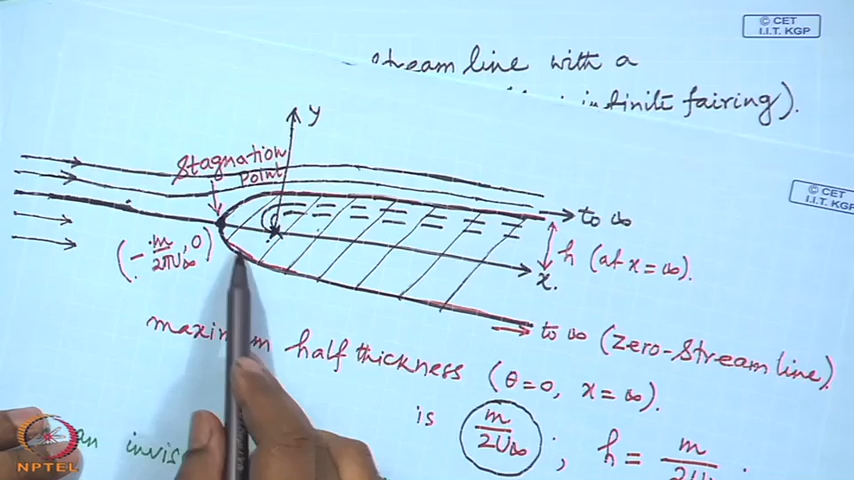 © CET
I.I.T. KGP
stream line with a
infinite fairing).
© CET
I.I.T. KGP
y
Stagnation
Point
to ∞
h (at x = ∞).
(-m/2πU∞, 0)
x.
to ∞ (Zero-Stream line)
maximum half thickness (θ=0, x = ∞).
is m/2U∞ ; h = m/2U
an invis
NPTEL